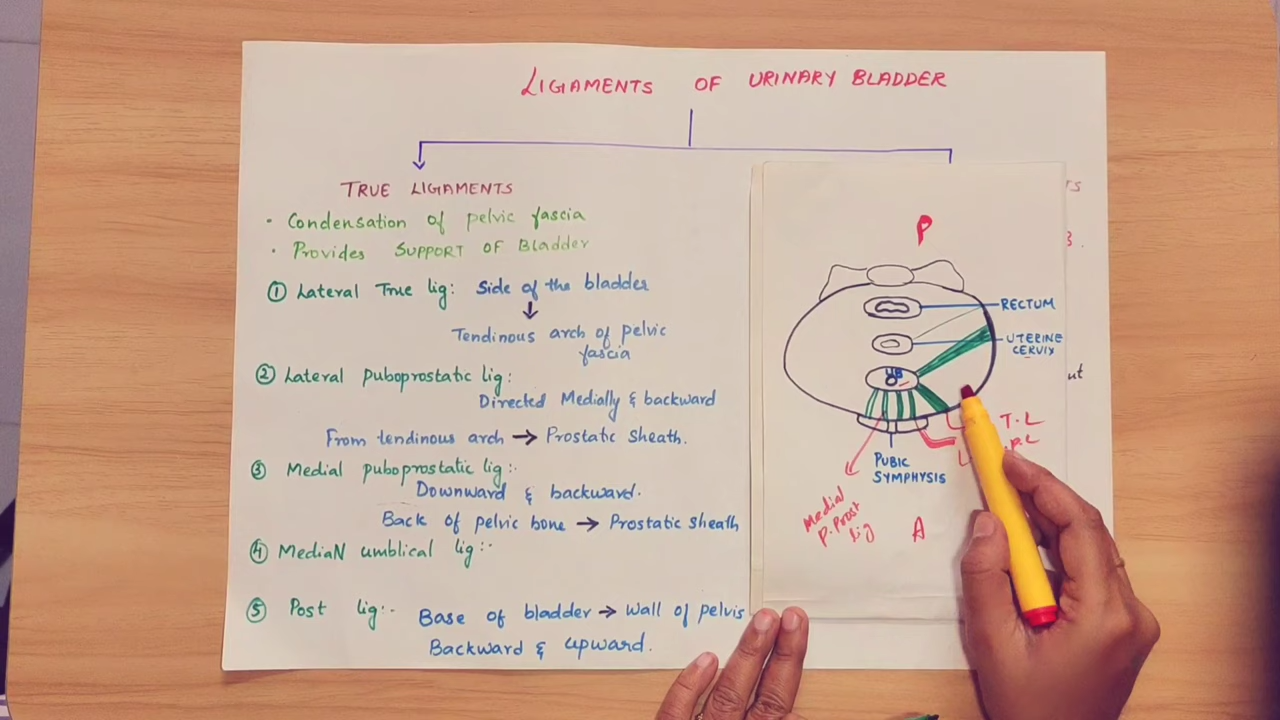 LIGAMENTS OF URINARY BLADDER
TRUE LIGAMENTS
• Condensation of pelvic fascia
• Provides SUPPORT OF Bladder
① Lateral True lig: Side of the bladder
Tendinous arch of pelvic
fascia
② Lateral puboprostatic lig:
Directed Medially & backward
From tendinous arch → Prostatic Sheath.
③ Medial puboprostatic lig:-
Downward & backward.
Back of pelvic bone → Prostatic Sheath
④ MediaN umblical lig:-
⑤ Post lig:- Base of bladder → Wall of pelvis
Backward & upward.
P
RECTUM
UTERINE
CERVIX
UB
T.L
PUBIC
SYMPHYSIS
Medial
P. Prost
lig
A